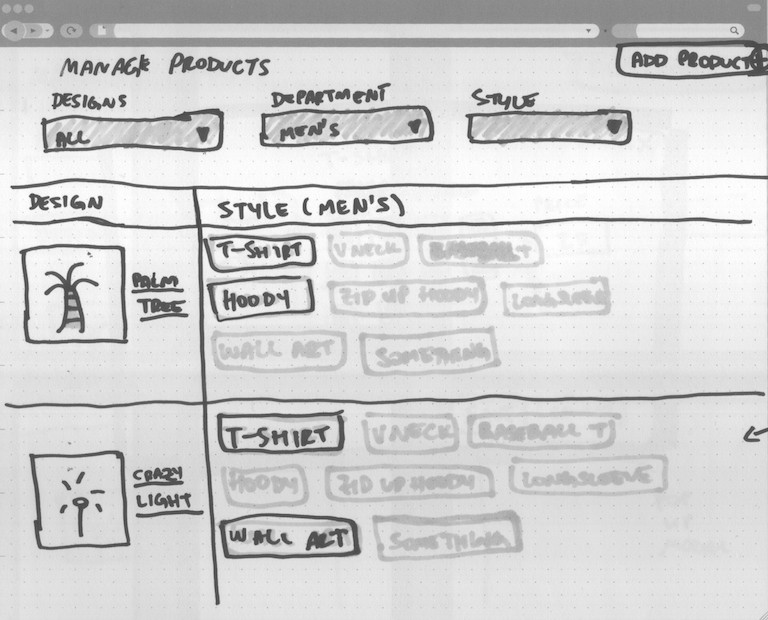 MANAGE PRODUCTS
ADD PRODUCT
DESIGNS
DEPARTMENT
STYLE
ALL
MEN'S
DESIGN
STYLE (MEN'S)
T-SHIRT V NECK BASEBALL T
PALM
TREE
HOODY ZIP UP HOODY LONGSLEEVE
WALL ART SOMETHING
T-SHIRT V NECK BASEBALL T
CRAZY
LIGHT
HOODY ZIP UP HOODY LONGSLEEVE
WALL ART SOMETHING